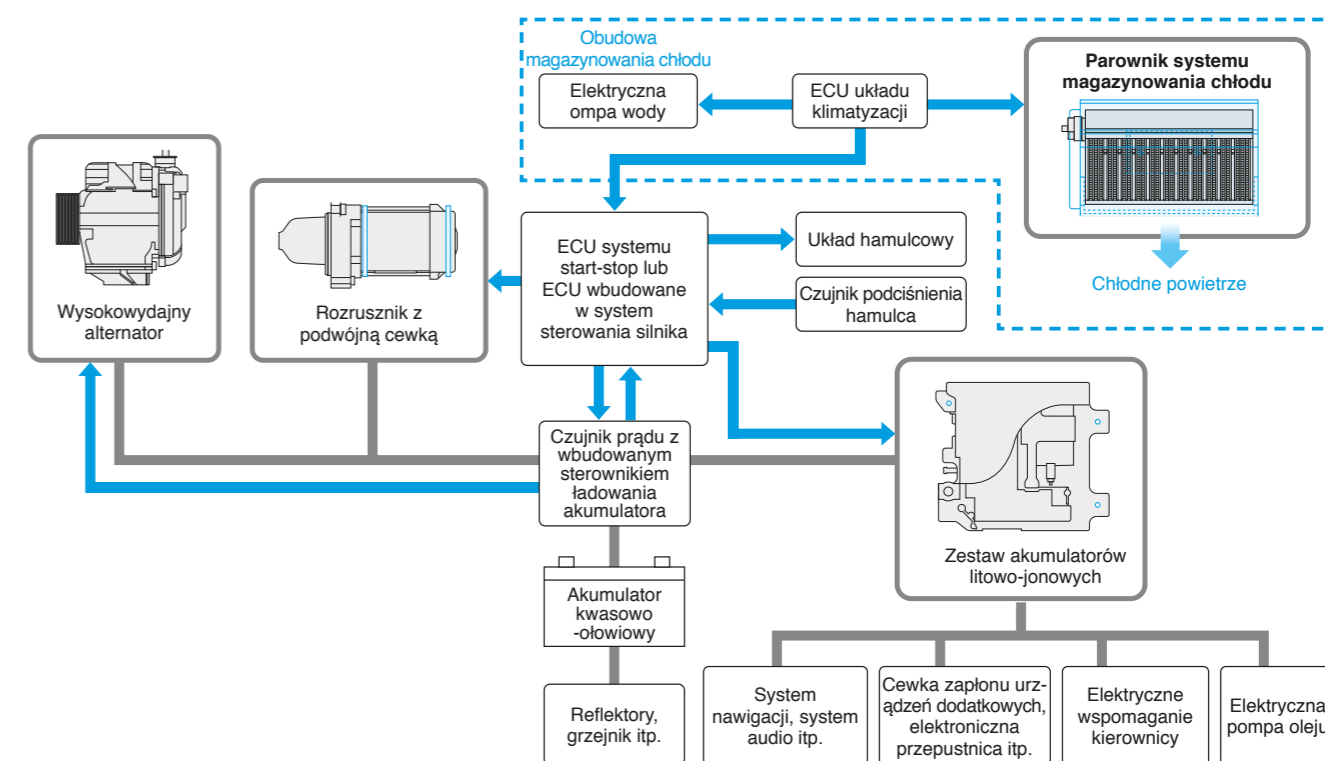 Obudowa
magazynowania chłodu
Elektryczna
ompa wody
ECU układu
klimatyzacji
Parownik systemu
magazynowania chłodu
Chłodne powietrze
Wysokowydajny
alternator
Rozrusznik z
podwójną cewką
ECU systemu
start-stop lub
ECU wbudowane
w system
sterowania silnika
Układ hamulcowy
Czujnik podciśnienia
hamulca
Czujnik prądu z
wbudowanym
sterownikiem
ładowania
akumulatora
Zestaw akumulatorów
litowo-jonowych
Akumulator
kwasowo
-ołowiowy
Reflektory,
grzejnik itp.
System
nawigacji, system
audio itp.
Cewka zapłonu urz-
ądzeń dodatkowych,
elektroniczna
przepustnica itp.
Elektryczne
wspomaganie
kierownicy
Elektryczna
pompa oleju